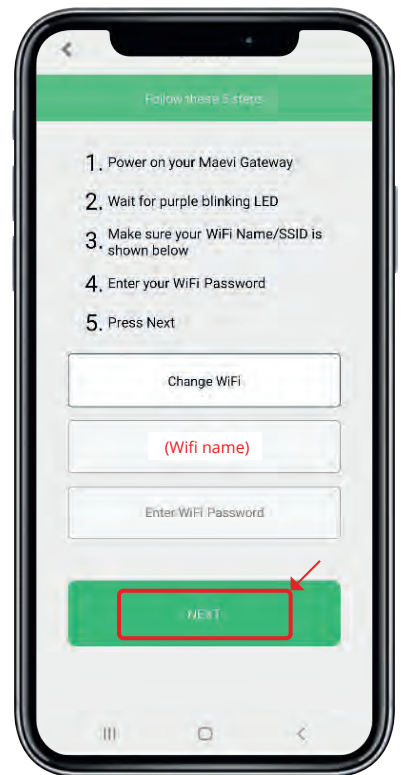 Follow these 5 steps
1. Power on your Maevi Gateway
2. Wait for purple blinking LED
3. Make sure your WiFi Name/SSID is
shown below
4. Enter your WiFi Password
5. Press Next
Change WiFi
(Wifi name)
Enter WiFi Password
NEXT